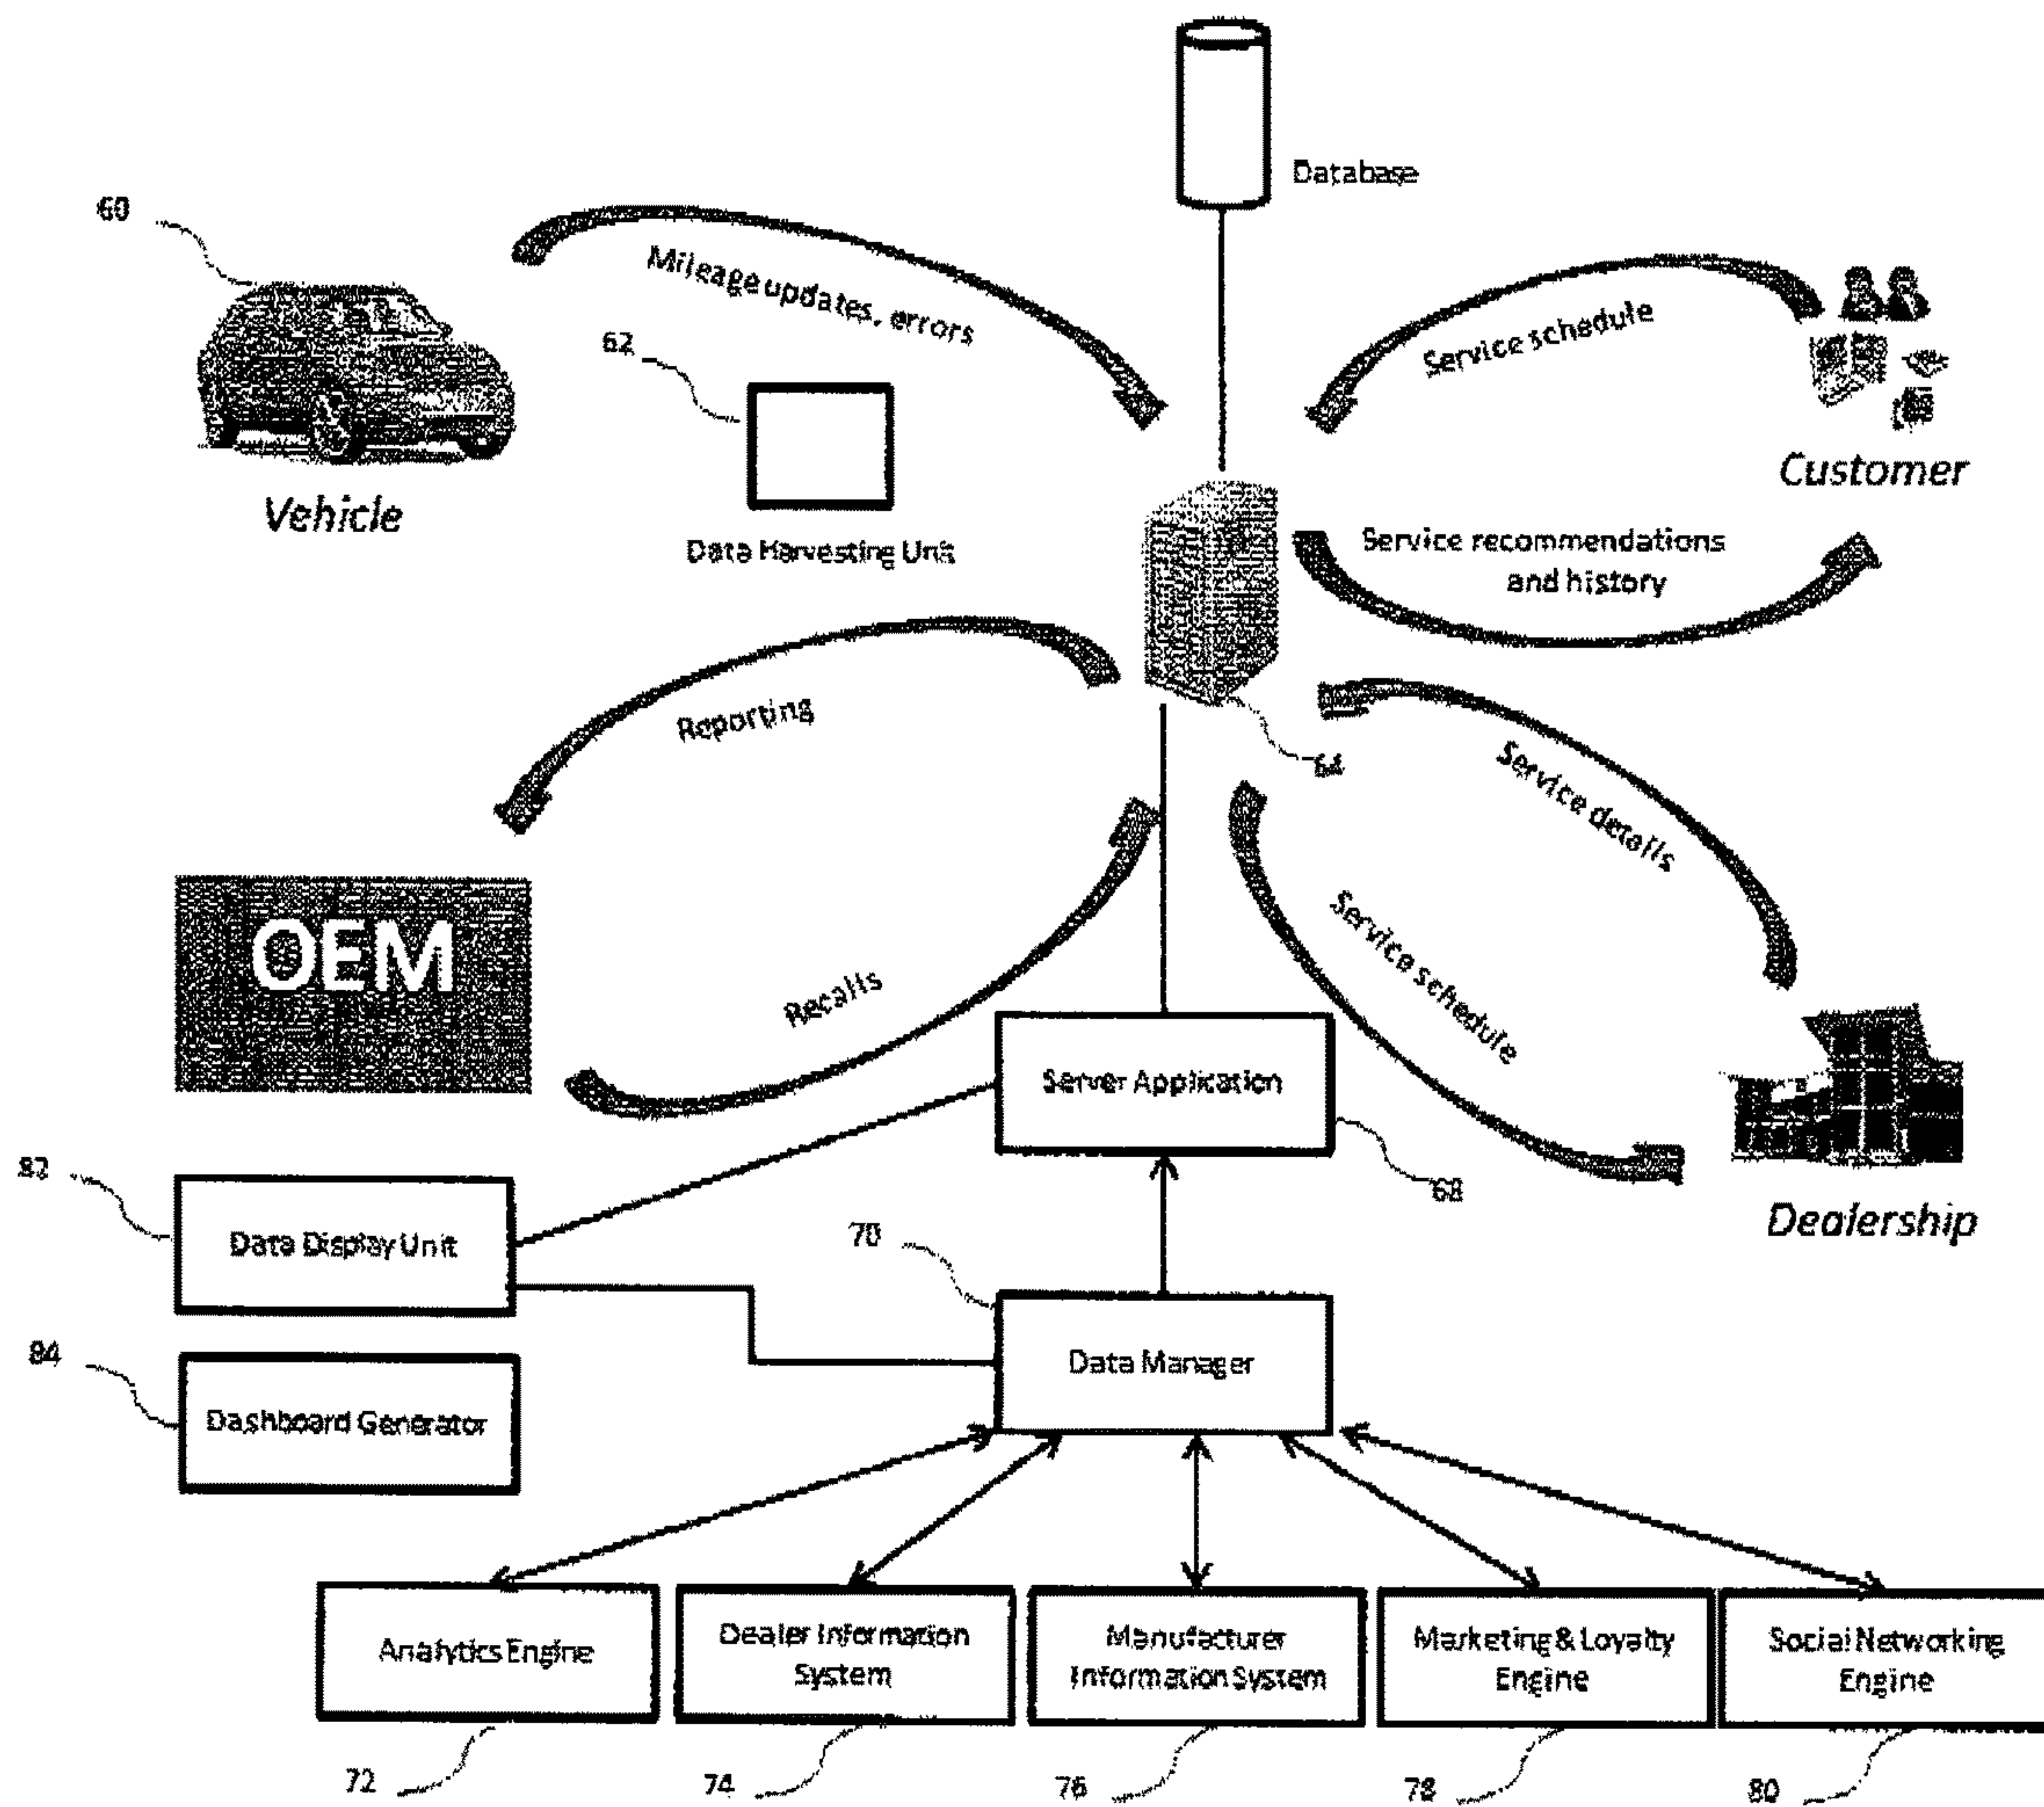 Database
60
Mileage updates, errors
Service schedule
62
Customer
Vehicle
Data Harvesting Unit
Service recommendations
and history
Reporting
64
Service details
OEM
Service schedule
Recalls
Server Application
82
68
Dealership
Data Display Unit
70
84
Data Manager
Dashboard Generator
Analytics Engine
Dealer Information
System
Manufacturer
Information System
Marketing & Loyalty
Engine
Social Networking
Engine
72
74
76
78
80